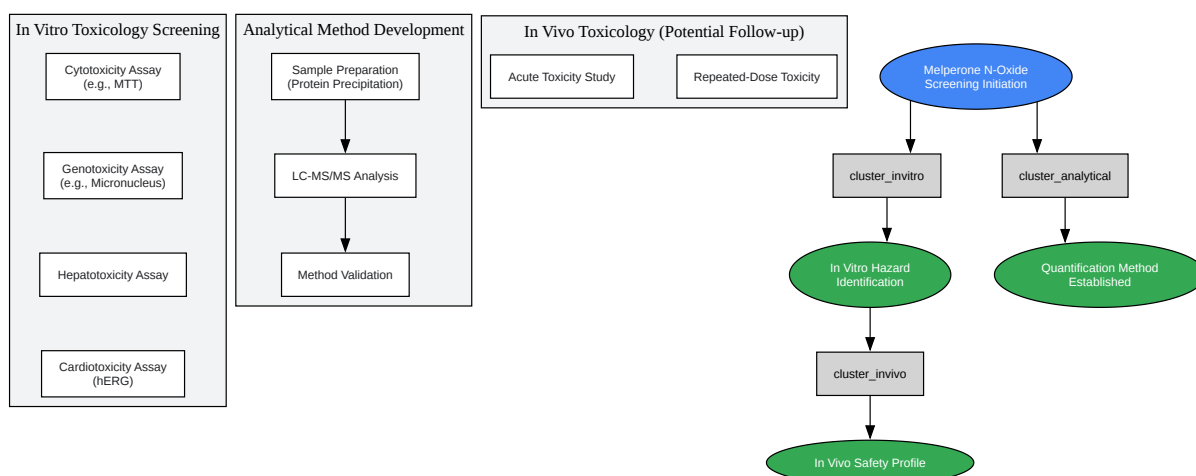 In Vitro Toxicology Screening
Cytotoxicity Assay
(e.g., MTT)
Genotoxicity Assay
(e.g., Micronucleus)
Hepatotoxicity Assay
Cardiotoxicity Assay
(hERG)
Analytical Method Development
Sample Preparation
(Protein Precipitation)
LC-MS/MS Analysis
Method Validation
In Vivo Toxicology (Potential Follow-up)
Acute Toxicity Study
Repeated-Dose Toxicity
Melperone N-Oxide
Screening Initiation
cluster_invitro
cluster_analytical
In Vitro Hazard
Identification
Quantification Method
Established
cluster_invivo
In Vivo Safety Profile